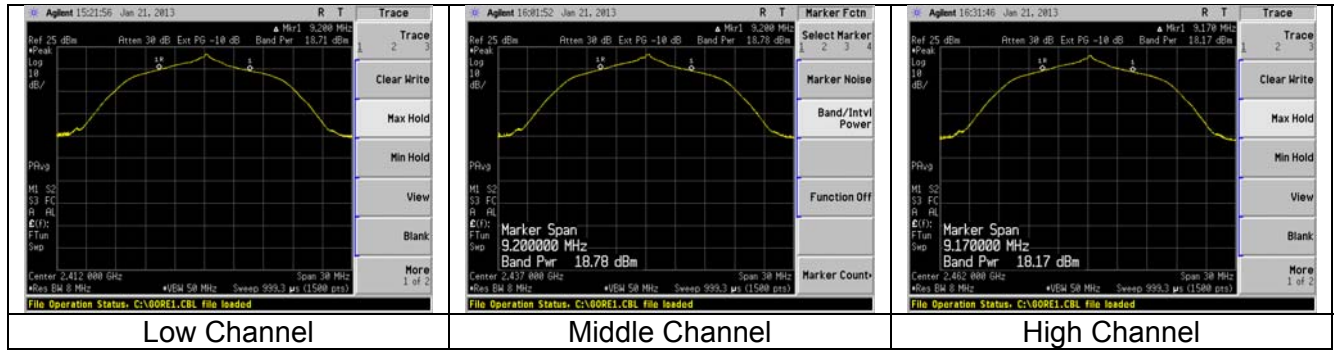 Agilent 15:21:56 Jan 21, 2013 R T Trace
▲ Mkr1 9.200 MHz
Ref 25 dBm Atten 30 dB Ext PG -10 dB Band Pwr 18.71 dBm
#Peak
Log
10
dB/
1R 1
PAvg
M1 S2
S3 FC
A AA
£(f):
FTun
Swp
Center 2.412 000 GHz Span 30 MHz
#Res BW 8 MHz #VBW 50 MHz Sweep 999.3 µs (1500 pts)
File Operation Status, C:\GORE1.CBL file loaded
Trace
1 2 3
Clear Write
Max Hold
Min Hold
View
Blank
More
1 of 2
Low Channel
Agilent 16:01:52 Jan 21, 2013 R T Marker Fctn
▲ Mkr1 9.200 MHz
Ref 25 dBm Atten 30 dB Ext PG -10 dB Band Pwr 18.78 dBm
#Peak
Log
10
dB/
1R 1
PAvg
M1 S2
S3 FC
A AA
£(f):
FTun
Swp
Marker Span
9.200000 MHz
Band Pwr 18.78 dBm
Center 2.437 000 GHz Span 30 MHz
#Res BW 8 MHz #VBW 50 MHz Sweep 999.3 µs (1500 pts)
File Operation Status, C:\GORE1.CBL file loaded
Select Marker
1 2 3 4
Marker Noise
Band/Intvl
Power
Function Off
Marker Count▸
Middle Channel
Agilent 16:31:46 Jan 21, 2013 R T Trace
▲ Mkr1 9.170 MHz
Ref 25 dBm Atten 30 dB Ext PG -10 dB Band Pwr 18.17 dBm
#Peak
Log
10
dB/
1R 1
PAvg
M1 S2
S3 FC
A AA
£(f):
FTun
Swp
Marker Span
9.170000 MHz
Band Pwr 18.17 dBm
Center 2.462 000 GHz Span 30 MHz
#Res BW 8 MHz #VBW 50 MHz Sweep 999.3 µs (1500 pts)
File Operation Status, C:\GORE1.CBL file loaded
Trace
1 2 3
Clear Write
Max Hold
Min Hold
View
Blank
More
1 of 2
High Channel